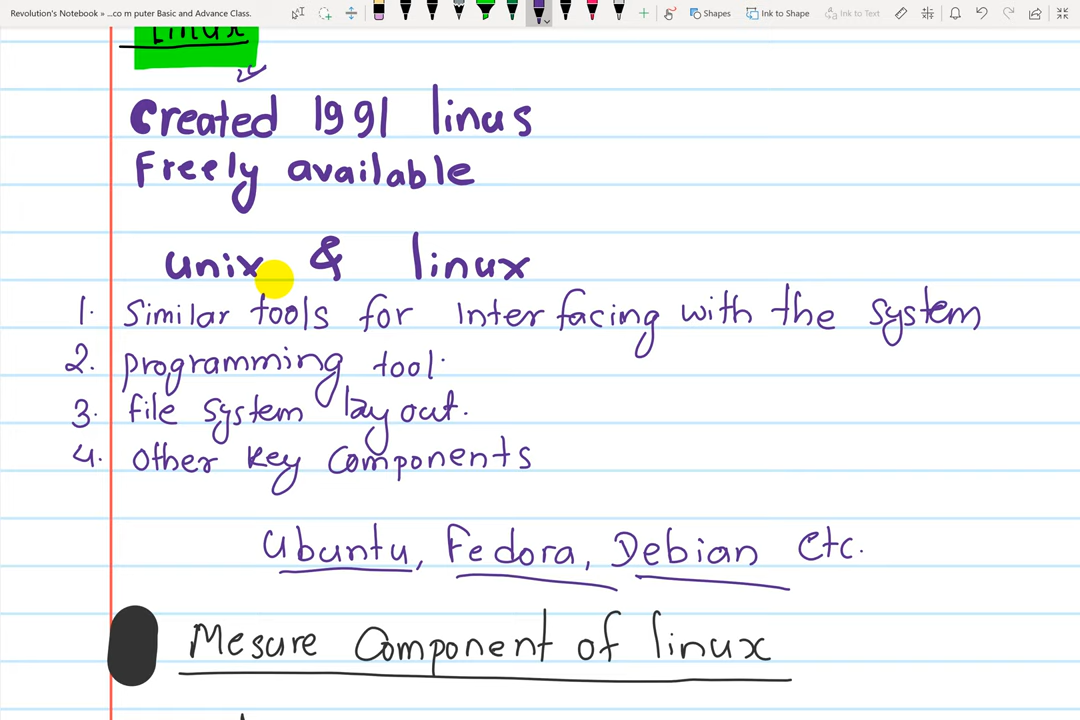 Revolution's Notebook » ...co m puter Basic and Advance Class.
Shapes
Ink to Shape
Ink to Text
Linux
Created 1991 linus
Freely available
unix & linux
1. Similar tools for Interfacing with the system
2. programming tool.
3. file system layout.
4. other key components
Ubuntu, Fedora, Debian etc.
Mesure Component of linux